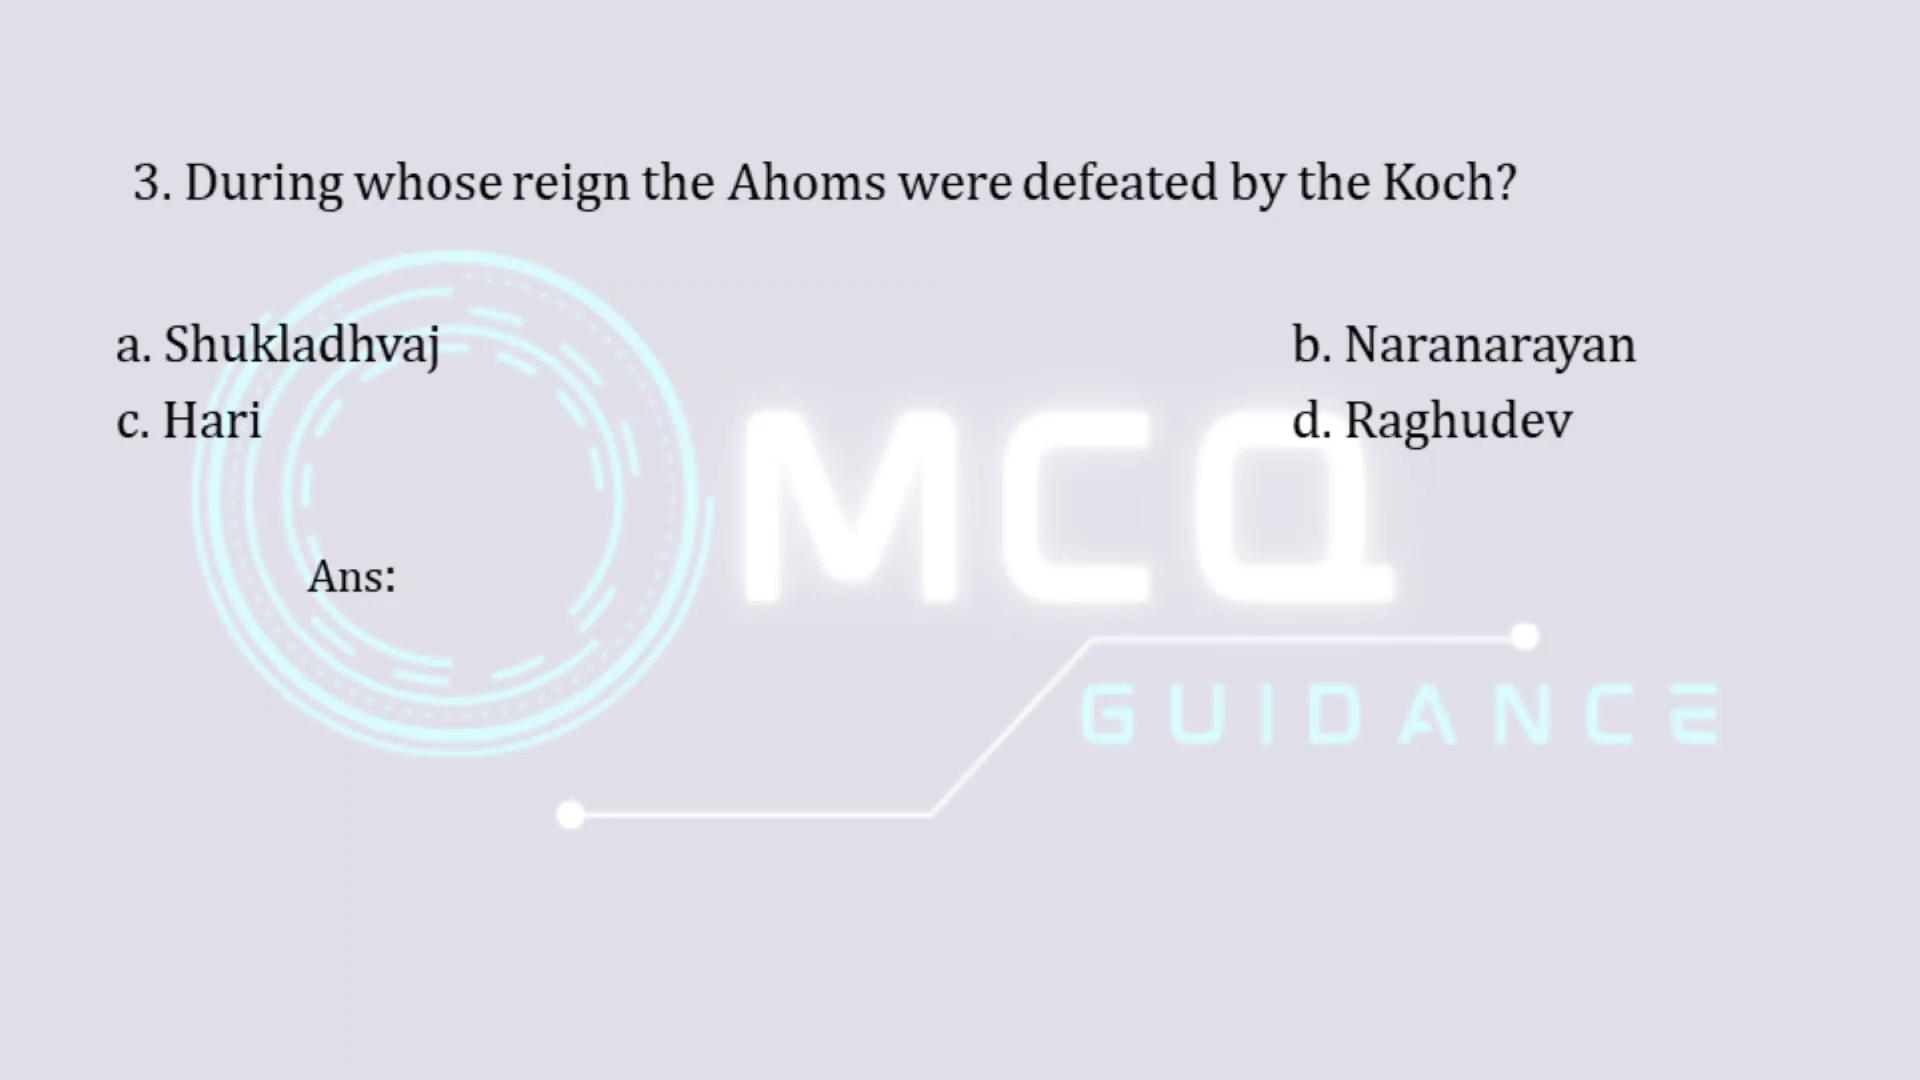 3. During whose reign the Ahoms were defeated by the Koch?
a. Shukladhvaj
b. Naranarayan
c. Hari
d. Raghudev
Ans:
MCQ
GUIDANCE